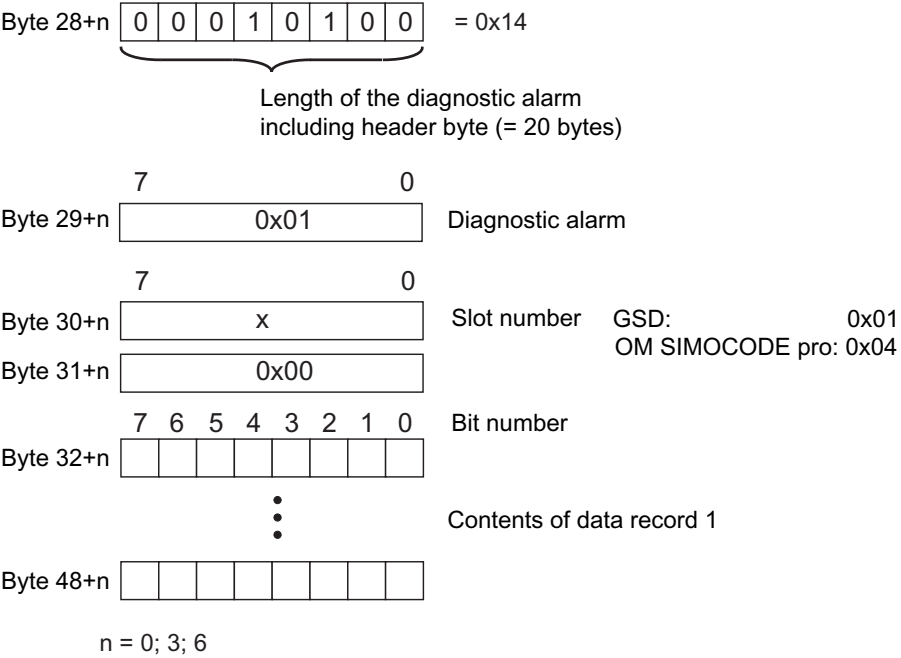 Byte 28+n 0 0 0 1 0 1 0 0 = 0x14
Length of the diagnostic alarm
including header byte (= 20 bytes)
7 0
Byte 29+n 0x01 Diagnostic alarm
7 0
Byte 30+n x Slot number GSD: 0x01
OM SIMOCODE pro: 0x04
Byte 31+n 0x00
7 6 5 4 3 2 1 0 Bit number
Byte 32+n
Contents of data record 1
Byte 48+n
n = 0; 3; 6